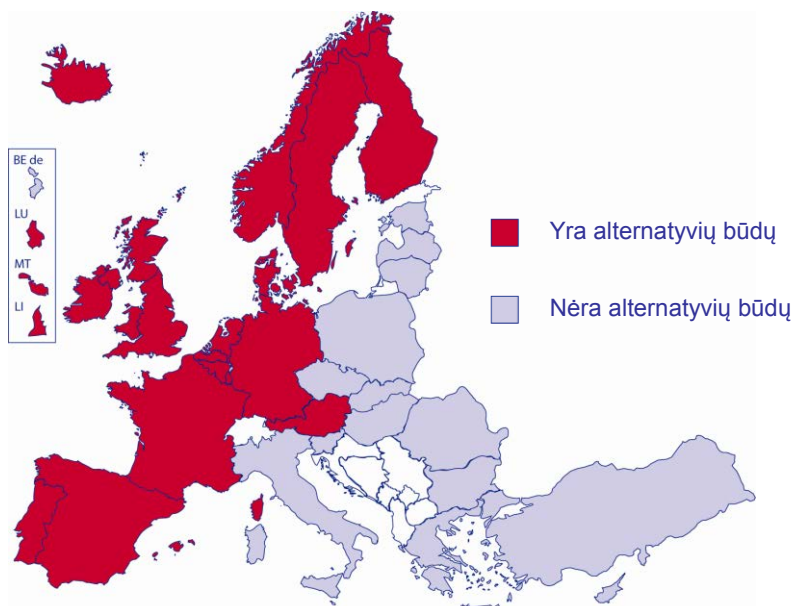 BE de
LU
MT
LI
Yra alternatyvių būdų
Nėra alternatyvių būdų